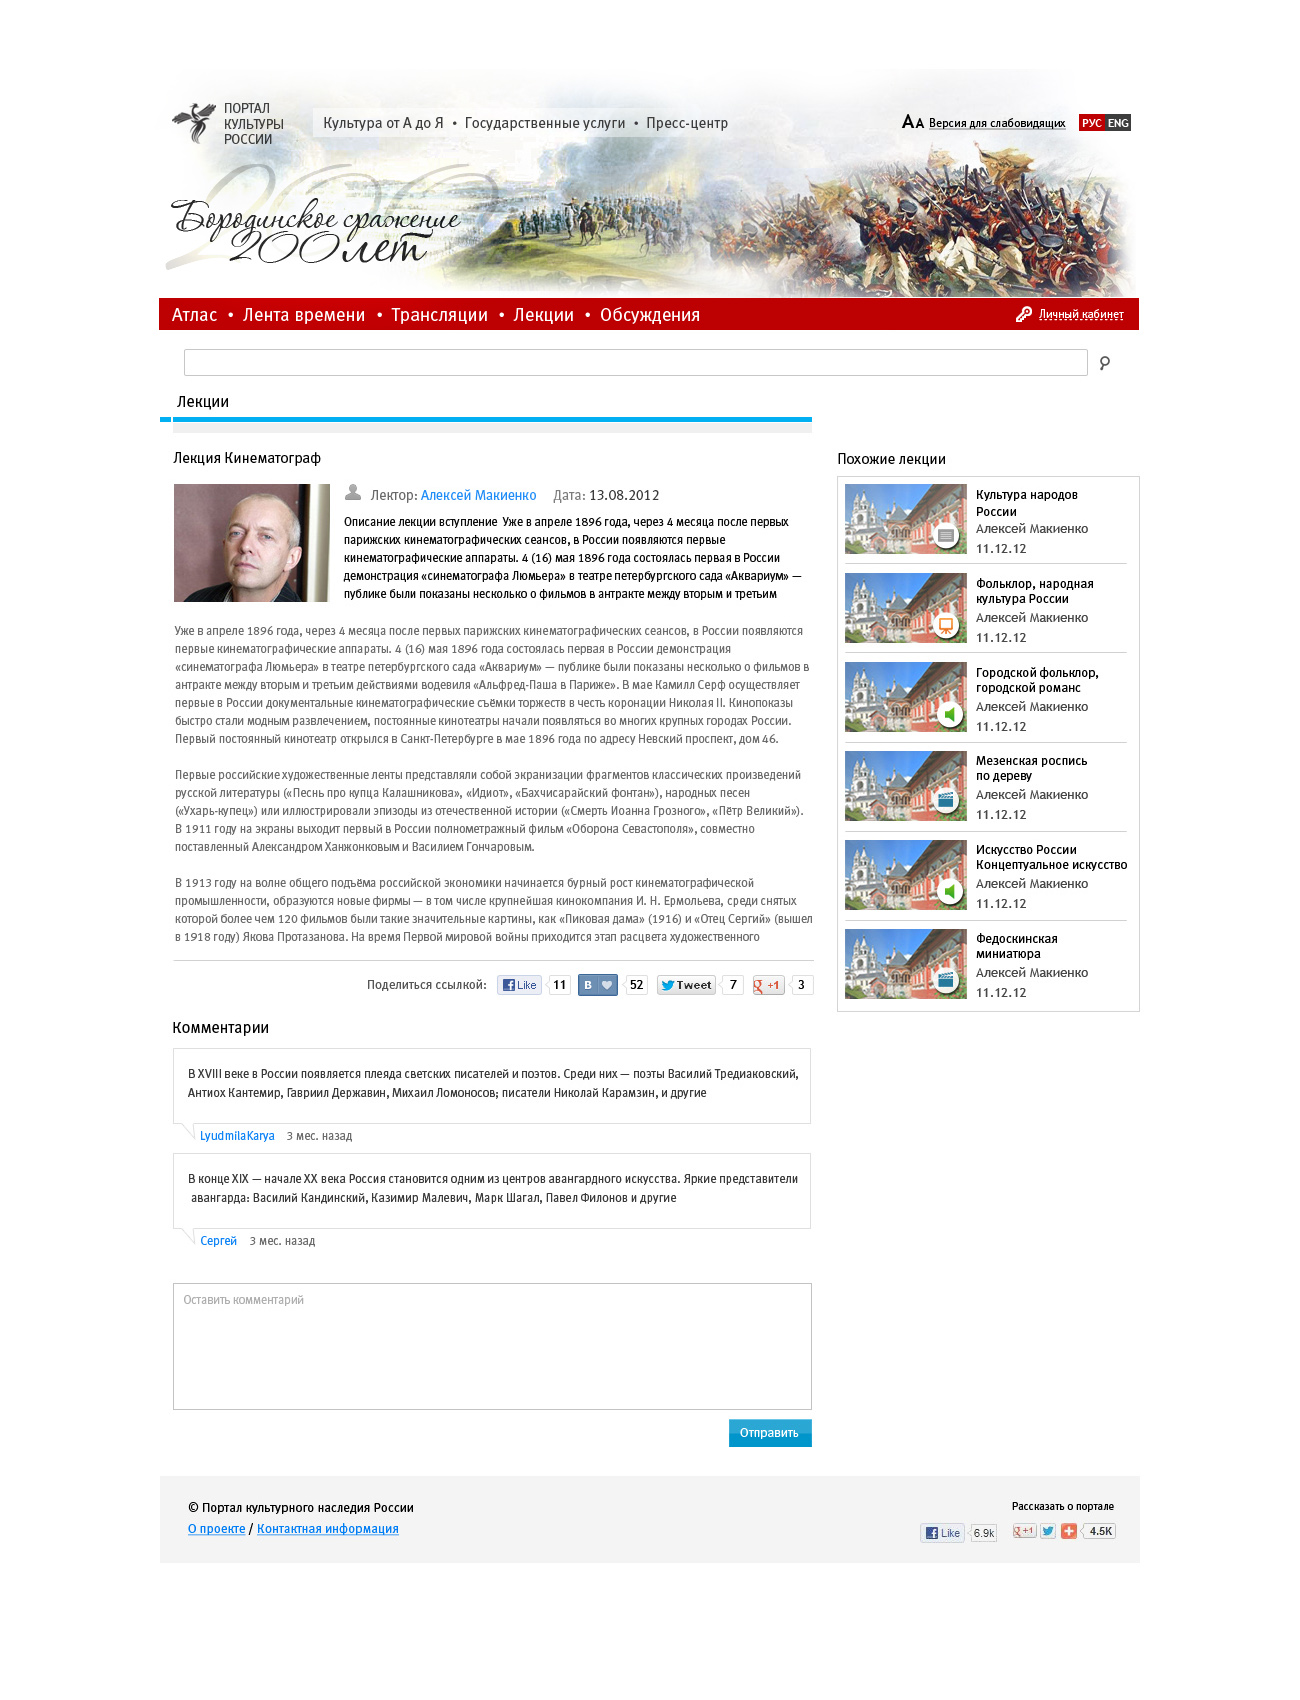 ПОРТАЛ
КУЛЬТУРЫ
РОССИИ
Культура от А до Я • Государственные услуги • Пресс-центр
АА Версия для слабовидящих
РУС ENG
200
Бородинское сражение
200 лет
Атлас • Лента времени • Трансляции • Лекции • Обсуждения
Личный кабинет
Лекции
Лекция Кинематограф
Лектор: Алексей Макиенко Дата: 13.08.2012
Описание лекции вступление Уже в апреле 1896 года, через 4 месяца после первых
парижских кинематографических сеансов, в России появляются первые
кинематографические аппараты. 4 (16) мая 1896 года состоялась первая в России
демонстрация «синематографа Люмьера» в театре петербургского сада «Аквариум» —
публике были показаны несколько о фильмов в антракте между вторым и третьим
Уже в апреле 1896 года, через 4 месяца после первых парижских кинематографических сеансов, в России появляются
первые кинематографические аппараты. 4 (16) мая 1896 года состоялась первая в России демонстрация
«синематографа Люмьера» в театре петербургского сада «Аквариум» — публике были показаны несколько о фильмов в
антракте между вторым и третьим действиями водевиля «Альфред-Паша в Париже». В мае Камилл Серф осуществляет
первые в России документальные кинематографические съёмки торжеств в честь коронации Николая II. Кинопоказы
быстро стали модным развлечением, постоянные кинотеатры начали появляться во многих крупных городах России.
Первый постоянный кинотеатр открылся в Санкт-Петербурге в мае 1896 года по адресу Невский проспект, дом 46.
Первые российские художественные ленты представляли собой экранизации фрагментов классических произведений
русской литературы («Песнь про купца Калашникова», «Идиот», «Бахчисарайский фонтан»), народных песен
(«Ухарь-купец») или иллюстрировали эпизоды из отечественной истории («Смерть Иоанна Грозного», «Пётр Великий»).
В 1911 году на экраны выходит первый в России полнометражный фильм «Оборона Севастополя», совместно
поставленный Александром Ханжонковым и Василием Гончаровым.
В 1913 году на волне общего подъёма российской экономики начинается бурный рост кинематографической
промышленности, образуются новые фирмы — в том числе крупнейшая кинокомпания И. Н. Ермольева, среди снятых
которой более чем 120 фильмов были такие значительные картины, как «Пиковая дама» (1916) и «Отец Сергий» (вышел
в 1918 году) Якова Протазанова. На время Первой мировой войны приходится этап расцвета художественного
Поделиться ссылкой: Like 11 В 52 Tweet 7 g +1 3
Комментарии
В XVIII веке в России появляется плеяда светских писателей и поэтов. Среди них — поэты Василий Тредиаковский,
Антиох Кантемир, Гавриил Державин, Михаил Ломоносов; писатели Николай Карамзин, и другие
LyudmilaKarya 3 мес. назад
В конце XIX — начале XX века Россия становится одним из центров авангардного искусства. Яркие представители
авангарда: Василий Кандинский, Казимир Малевич, Марк Шагал, Павел Филонов и другие
Сергей 3 мес. назад
Оставить комментарий
Отправить
Похожие лекции
Культура народов
России
Алексей Макиенко
11.12.12
Фольклор, народная
культура России
Алексей Макиенко
11.12.12
Городской фольклор,
городской романс
Алексей Макиенко
11.12.12
Мезенская роспись
по дереву
Алексей Макиенко
11.12.12
Искусство России
Концептуальное искусство
Алексей Макиенко
11.12.12
Федоскинская
миниатюра
Алексей Макиенко
11.12.12
© Портал культурного наследия России
О проекте / Контактная информация
Рассказать о портале
Like 6.9k g +1 4.5K